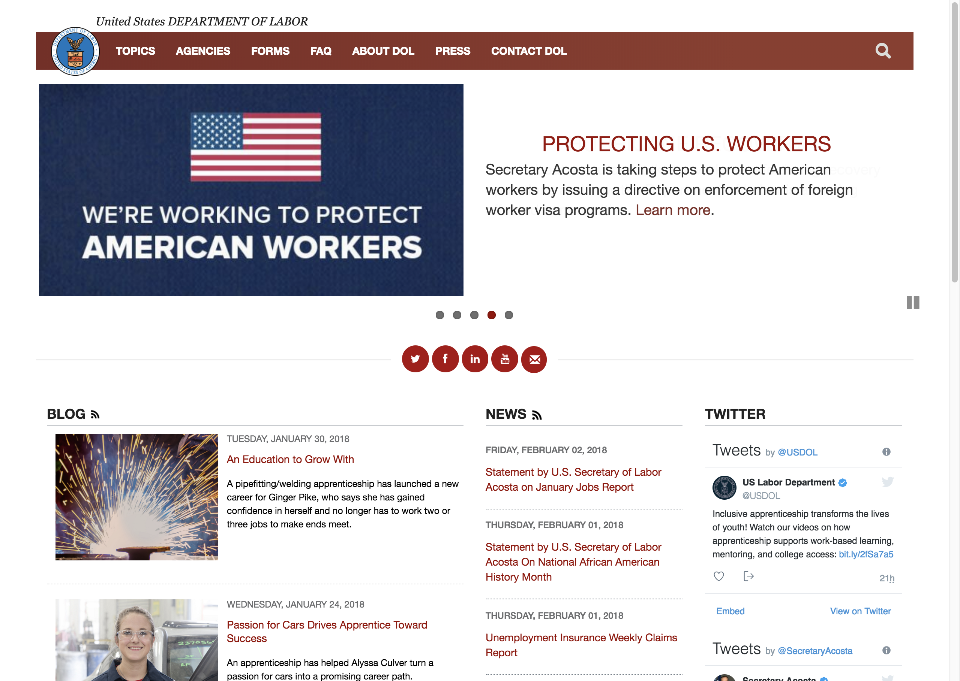 United States DEPARTMENT OF LABOR
TOPICS AGENCIES FORMS FAQ ABOUT DOL PRESS CONTACT DOL
WE'RE WORKING TO PROTECT
AMERICAN WORKERS
PROTECTING U.S. WORKERS
Secretary Acosta is taking steps to protect American
workers by issuing a directive on enforcement of foreign
worker visa programs. Learn more.
BLOG
TUESDAY, JANUARY 30, 2018
An Education to Grow With
A pipefitting/welding apprenticeship has launched a new
career for Ginger Pike, who says she has gained
confidence in herself and no longer has to work two or
three jobs to make ends meet.
WEDNESDAY, JANUARY 24, 2018
Passion for Cars Drives Apprentice Toward
Success
An apprenticeship has helped Alyssa Culver turn a
passion for cars into a promising career path.
NEWS
FRIDAY, FEBRUARY 02, 2018
Statement by U.S. Secretary of Labor
Acosta on January Jobs Report
THURSDAY, FEBRUARY 01, 2018
Statement by U.S. Secretary of Labor
Acosta On National African American
History Month
THURSDAY, FEBRUARY 01, 2018
Unemployment Insurance Weekly Claims
Report
TWITTER
Tweets by @USDOL
US Labor Department
@USDOL
Inclusive apprenticeship transforms the lives
of youth! Watch our videos on how
apprenticeship supports work-based learning,
mentoring, and college access: bit.ly/2fSa7a5
21h
Embed View on Twitter
Tweets by @SecretaryAcosta
Secretary Acosta